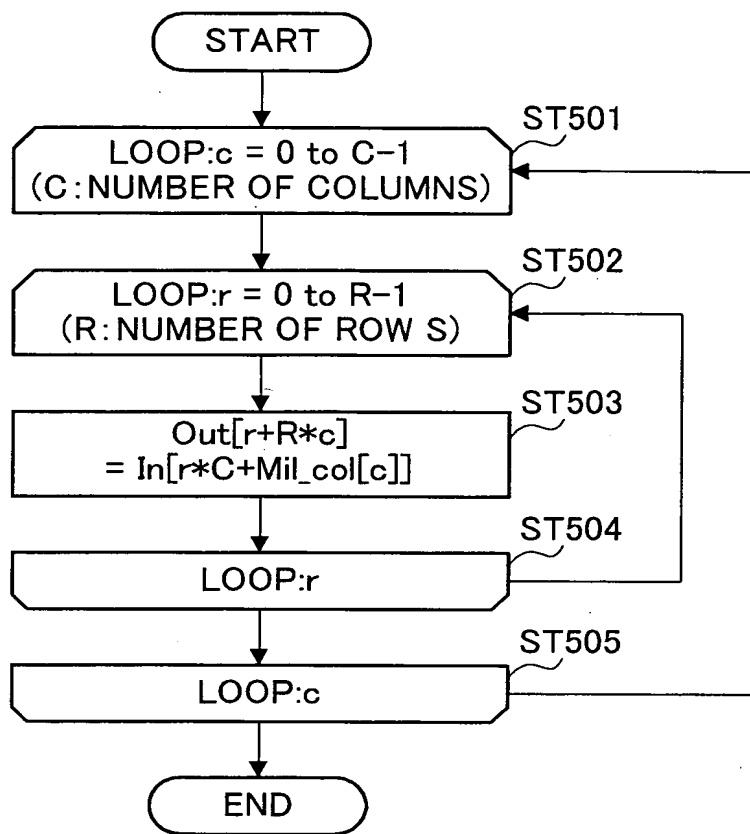 START
ST501
LOOP:c = 0 to C-1
(C:NUMBER OF COLUMNS)
ST502
LOOP:r = 0 to R-1
(R:NUMBER OF ROW S)
ST503
Out[r+R*c]
= In[r*C+Mil_col[c]]
ST504
LOOP:r
ST505
LOOP:c
END